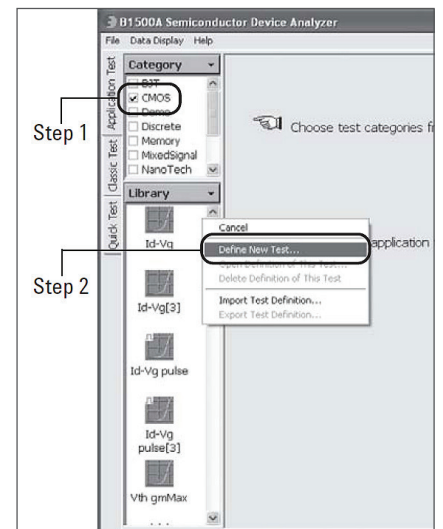 B1500A Semiconductor Device Analyzer
File Data Display Help
Application Test
Classic Test
Quick Test
Category
BJT
CMOS
Demo
Discrete
Memory
MixedSignal
NanoTech
Step 1
Choose test categories
Library
Id-Vg
Id-Vg[3]
Id-Vg pulse
Id-Vg
pulse[3]
Vth gmMax
Step 2
Cancel
Define New Test...
Open Definition of This Test...
Delete Definition of This Test
Import Test Definition...
Export Test Definition...
application